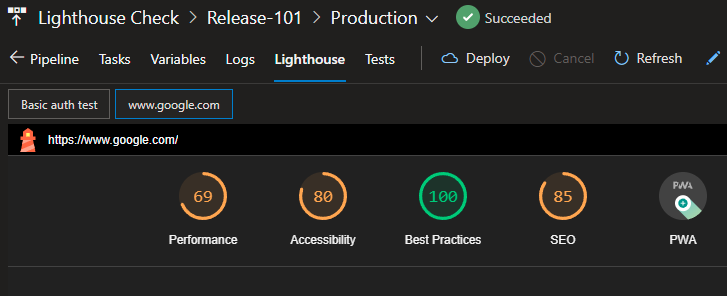 Lighthouse Check > Release-101 > Production Succeeded
Pipeline Tasks Variables Logs Lighthouse Tests Deploy Cancel Refresh
Basic auth test www.google.com
https://www.google.com/
69 80 100 85 PWA
Performance Accessibility Best Practices SEO PWA